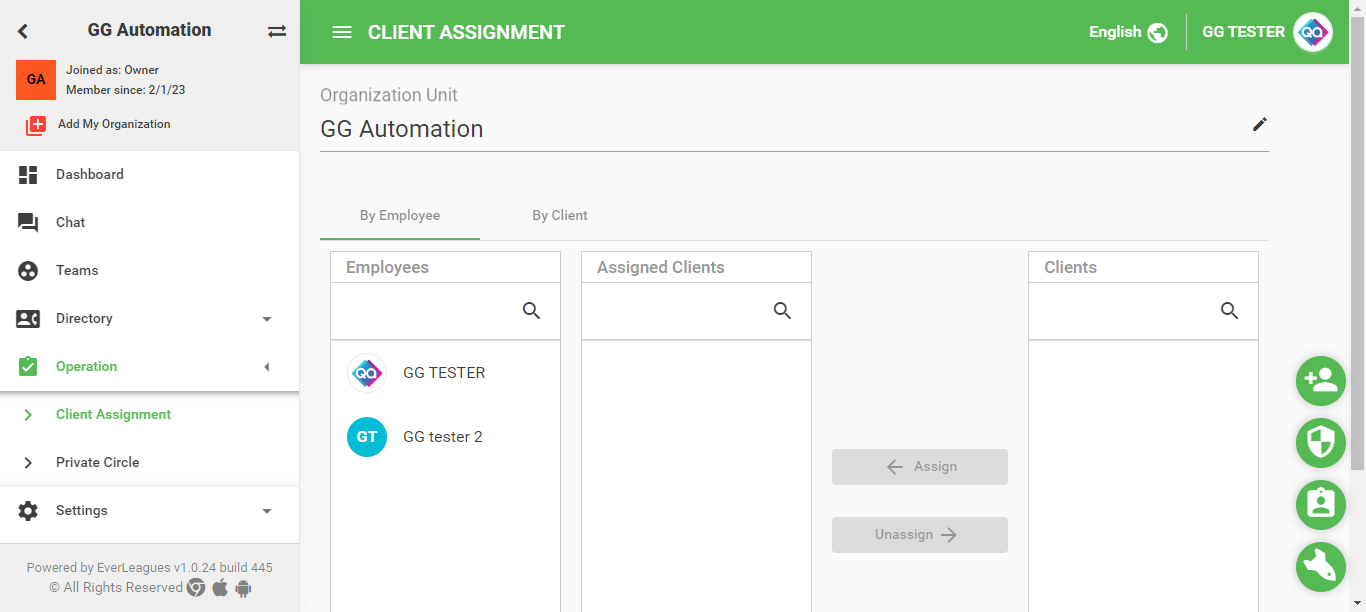 GG Automation
GA
Joined as: Owner
Member since: 2/1/23
Add My Organization
Dashboard
Chat
Teams
Directory
Operation
Client Assignment
Private Circle
Settings
Powered by EverLeagues v1.0.24 build 445
© All Rights Reserved
CLIENT ASSIGNMENT
English
GG TESTER
QA
Organization Unit
GG Automation
By Employee
By Client
Employees
Assigned Clients
Clients
QA
GG TESTER
GT
GG tester 2
Assign
Unassign